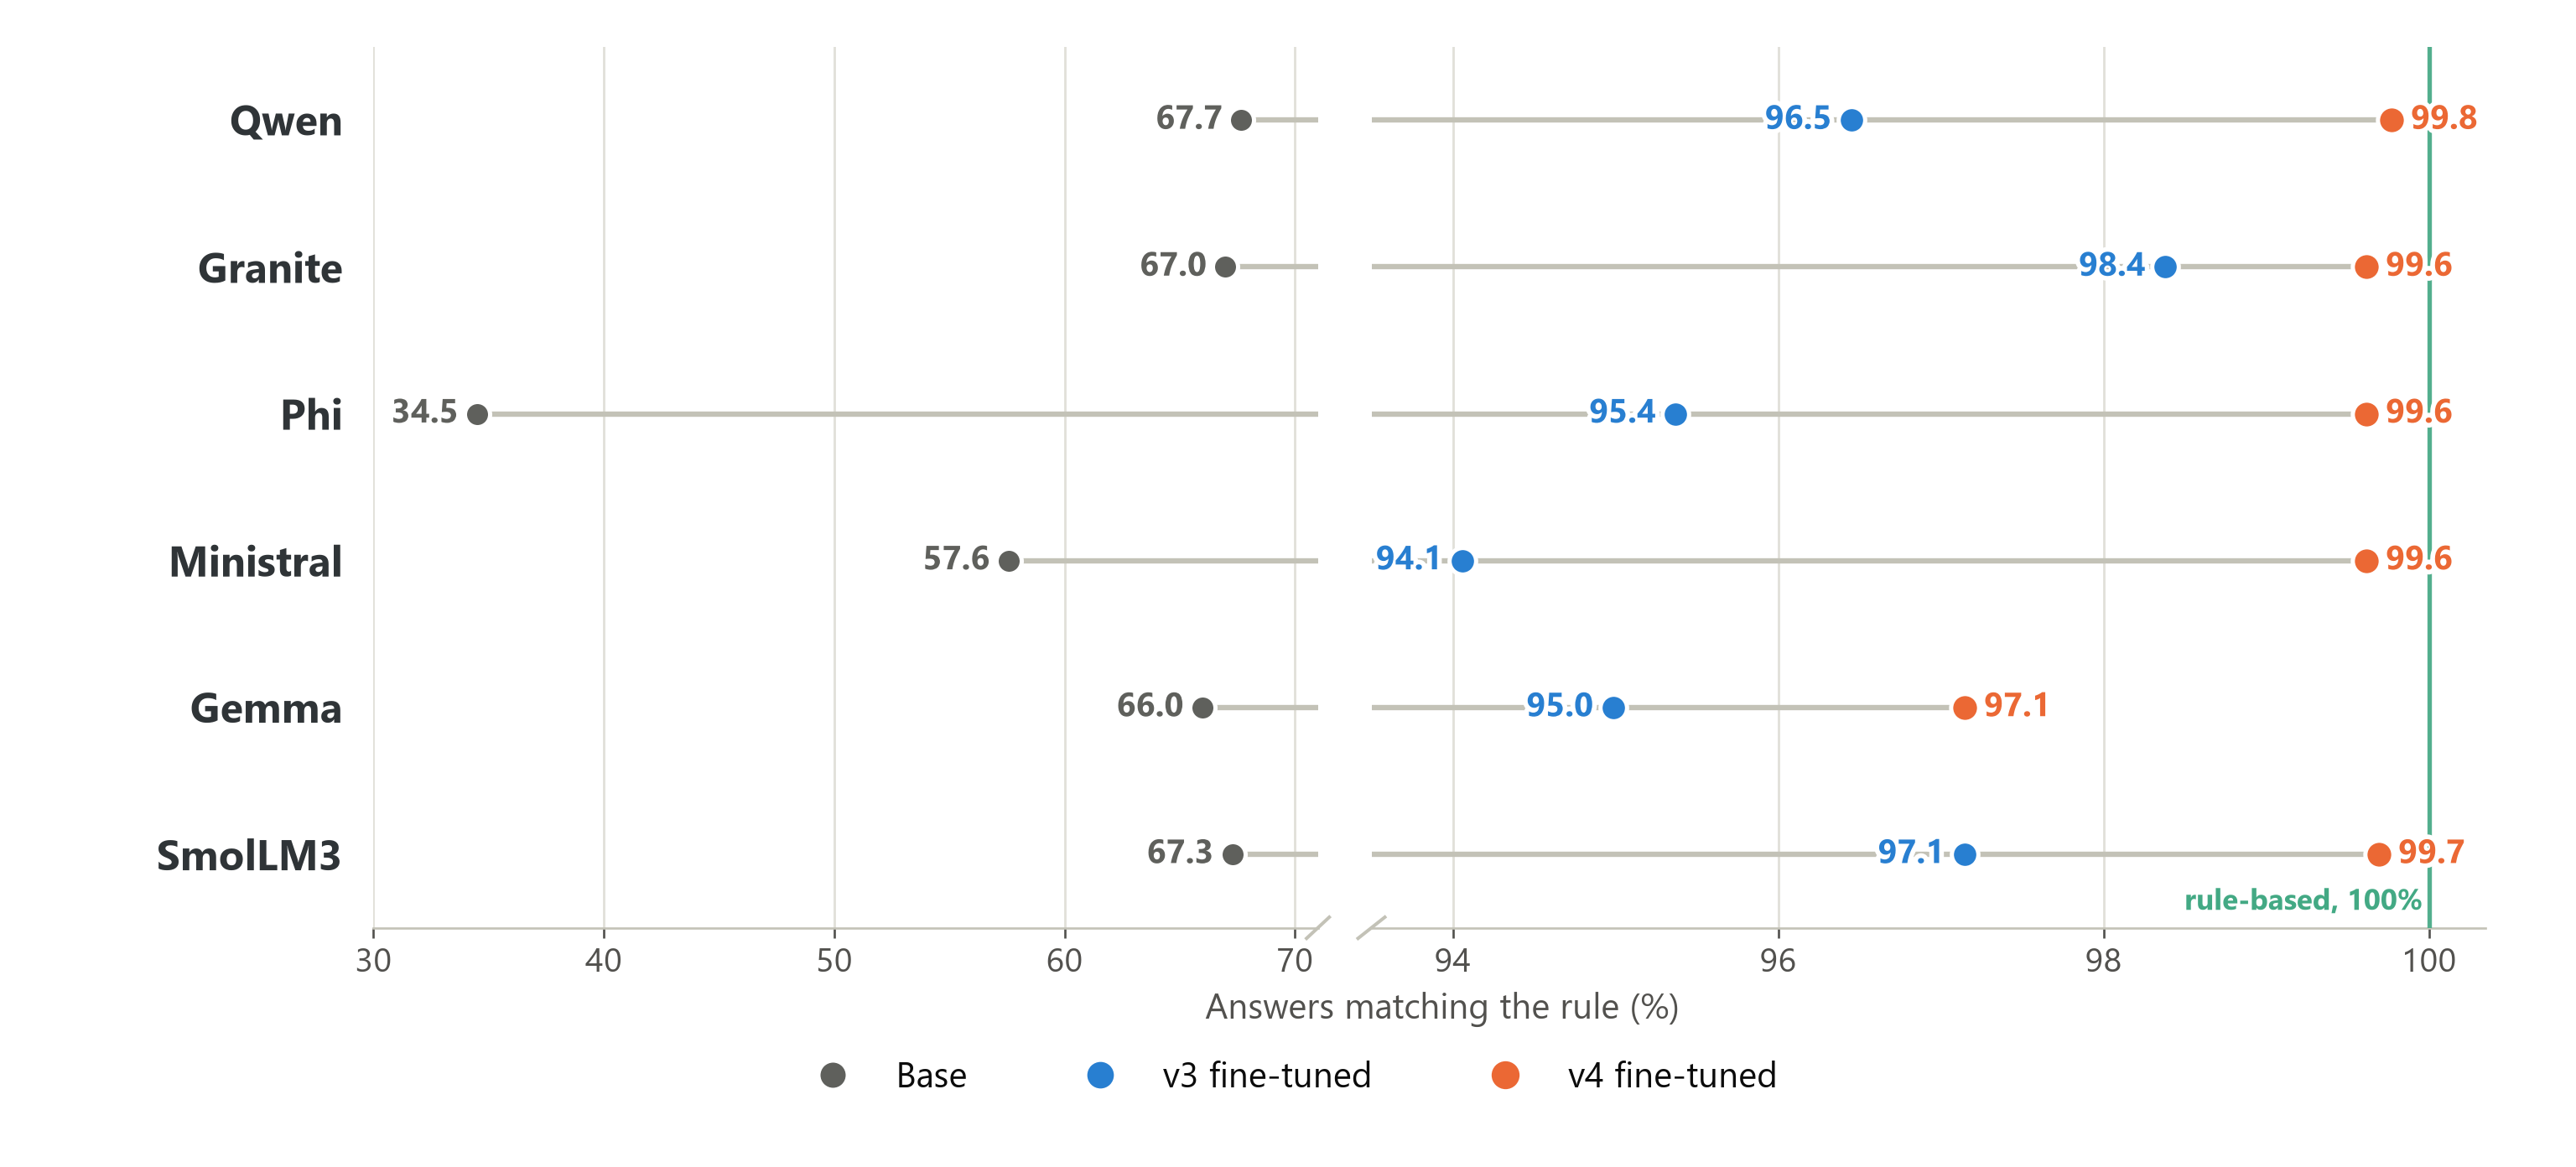 Qwen 67.7 96.5 99.8
Granite 67.0 98.4 99.6
Phi 34.5 95.4 99.6
Ministral 57.6 94.1 99.6
Gemma 66.0 95.0 97.1
SmolLM3 67.3 97.1 99.7
rule-based, 100%
30 40 50 60 70 94 96 98 100
Answers matching the rule (%)
Base v3 fine-tuned v4 fine-tuned